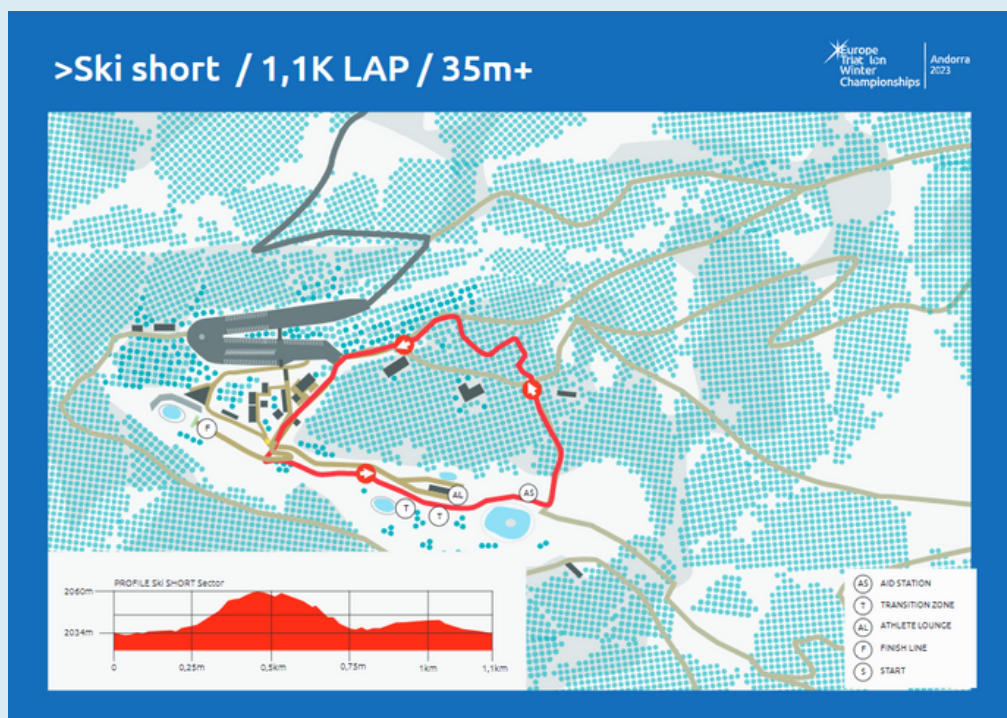 >Ski short / 1,1K LAP / 35m+
Europe
Triat lon
Winter
Championships
Andorra
2023
F
T
T
AL
AS
PROFILE Ski SHORT Sector
2060m
2034m
0
0,25m
0,5km
0,75m
1km
1,1km
AS AID STATION
T TRANSITION ZONE
AL ATHLETE LOUNGE
F FINISH LINE
S START